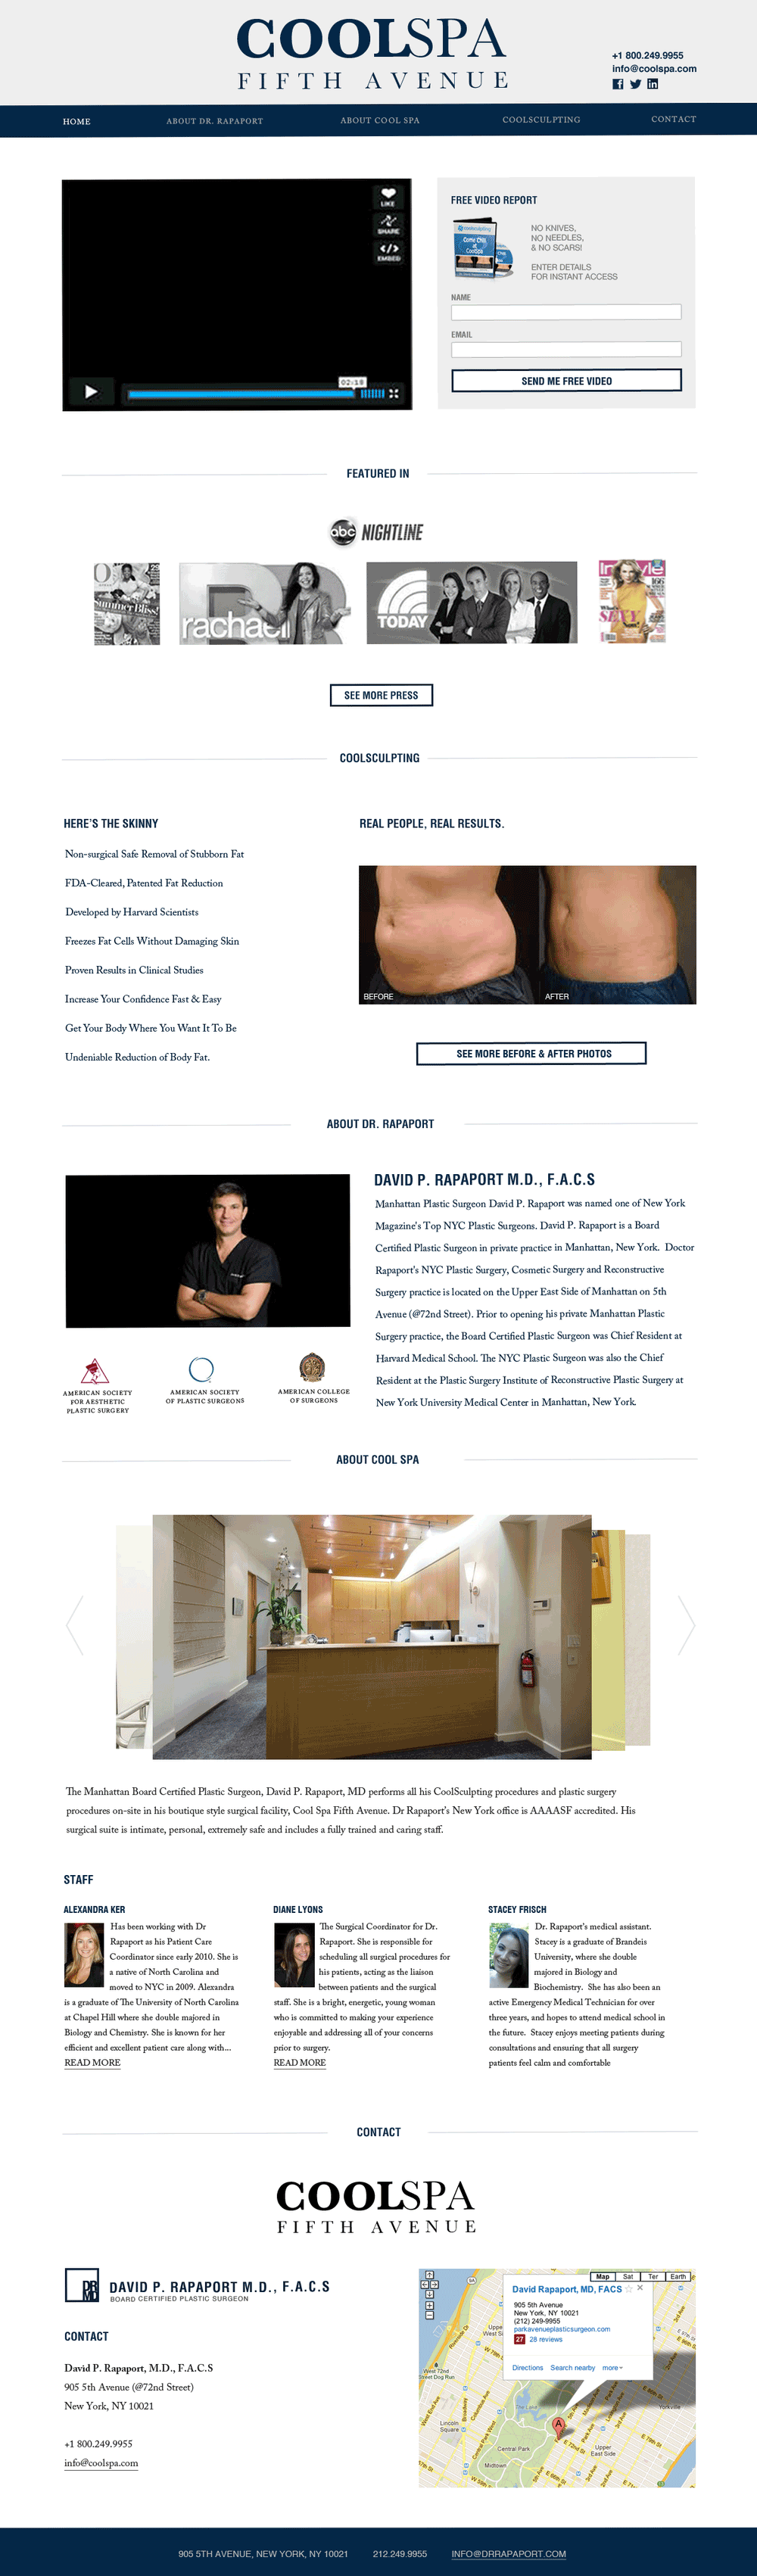 COOLSPA
FIFTH AVENUE
+1 800.249.9955
info@coolspa.com
HOME
ABOUT DR. RAPAPORT
ABOUT COOL SPA
COOLSCULPTING
CONTACT
LIKE
SHARE
EMBED
02:18
FREE VIDEO REPORT
NO KNIVES,
NO NEEDLES,
& NO SCARS!
ENTER DETAILS
FOR INSTANT ACCESS
NAME
EMAIL
SEND ME FREE VIDEO
FEATURED IN
abc NIGHTLINE
rachael
TODAY
InStyle
SEE MORE PRESS
COOLSCULPTING
HERE'S THE SKINNY
Non-surgical Safe Removal of Stubborn Fat
FDA-Cleared, Patented Fat Reduction
Developed by Harvard Scientists
Freezes Fat Cells Without Damaging Skin
Proven Results in Clinical Studies
Increase Your Confidence Fast & Easy
Get Your Body Where You Want It To Be
Undeniable Reduction of Body Fat.
REAL PEOPLE, REAL RESULTS.
BEFORE
AFTER
SEE MORE BEFORE & AFTER PHOTOS
ABOUT DR. RAPAPORT
AMERICAN SOCIETY
FOR AESTHETIC
PLASTIC SURGERY
AMERICAN SOCIETY
OF PLASTIC SURGEONS
AMERICAN COLLEGE
OF SURGEONS
DAVID P. RAPAPORT M.D., F.A.C.S
Manhattan Plastic Surgeon David P. Rapaport was named one of New York
Magazine's Top NYC Plastic Surgeons. David P. Rapaport is a Board
Certified Plastic Surgeon in private practice in Manhattan, New York. Doctor
Rapaport's NYC Plastic Surgery, Cosmetic Surgery and Reconstructive
Surgery practice is located on the Upper East Side of Manhattan on 5th
Avenue (@72nd Street). Prior to opening his private Manhattan Plastic
Surgery practice, the Board Certified Plastic Surgeon was Chief Resident at
Harvard Medical School. The NYC Plastic Surgeon was also the Chief
Resident at the Plastic Surgery Institute of Reconstructive Plastic Surgery at
New York University Medical Center in Manhattan, New York.
ABOUT COOL SPA
The Manhattan Board Certified Plastic Surgeon, David P. Rapaport, MD performs all his CoolSculpting procedures and plastic surgery
procedures on-site in his boutique style surgical facility, Cool Spa Fifth Avenue. Dr Rapaport's New York office is AAAASF accredited. His
surgical suite is intimate, personal, extremely safe and includes a fully trained and caring staff.
STAFF
ALEXANDRA KER
Has been working with Dr
Rapaport as his Patient Care
Coordinator since early 2010. She is
a native of North Carolina and
moved to NYC in 2009. Alexandra
is a graduate of The University of North Carolina
at Chapel Hill where she double majored in
Biology and Chemistry. She is known for her
efficient and excellent patient care along with...
READ MORE
DIANE LYONS
The Surgical Coordinator for Dr.
Rapaport. She is responsible for
scheduling all surgical procedures for
his patients, acting as the liaison
between patients and the surgical
staff. She is a bright, energetic, young woman
who is committed to making your experience
enjoyable and addressing all of your concerns
prior to surgery.
READ MORE
STACEY FRISCH
Dr. Rapaport's medical assistant.
Stacey is a graduate of Brandeis
University, where she double
majored in Biology and
Biochemistry. She has also been an
active Emergency Medical Technician for over
three years, and hopes to attend medical school in
the future. Stacey enjoys meeting patients during
consultations and ensuring that all surgery
patients feel calm and comfortable
CONTACT
COOLSPA
FIFTH AVENUE
DR MD
DAVID P. RAPAPORT M.D., F.A.C.S
BOARD CERTIFIED PLASTIC SURGEON
CONTACT
David P. Rapaport, M.D., F.A.C.S
905 5th Avenue (@72nd Street)
New York, NY 10021
+1 800.249.9955
info@coolspa.com
Map Sat Ter Earth
David Rapaport, MD, FACS
905 5th Avenue
New York, NY 10021
(212) 249-9955
parkavenueplasticsurgeon.com
27 28 reviews
Directions Search nearby more
West 72nd
Street Dog Run
Yorkville
Lincoln
Square
The Lake
A
Central Park
Upper
East Side
Midtown
905 5TH AVENUE, NEW YORK, NY 10021
212.249.9955
INFO@DRRAPAPORT.COM